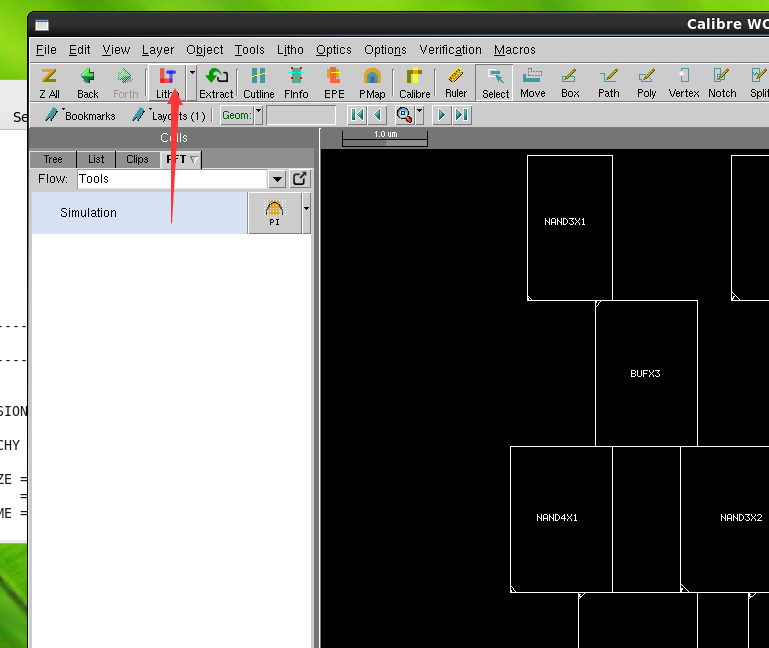 Calibre WO
File Edit View Layer Object Tools Litho Optics Options Verification Macros
Z All Back Forth Litho Extract Cutline FInfo EPE PMap Calibre Ruler Select Move Box Path Poly Vertex Notch Split
Se
Bookmarks Layouts (1) Geom:
Cells
1.0 um
Tree List Clips RFT
Flow: Tools
Simulation
PI
NAND3X1
BUFX3
NAND4X1
NAND3X2
----
----
SION
CHY
ZE =
=
ME =